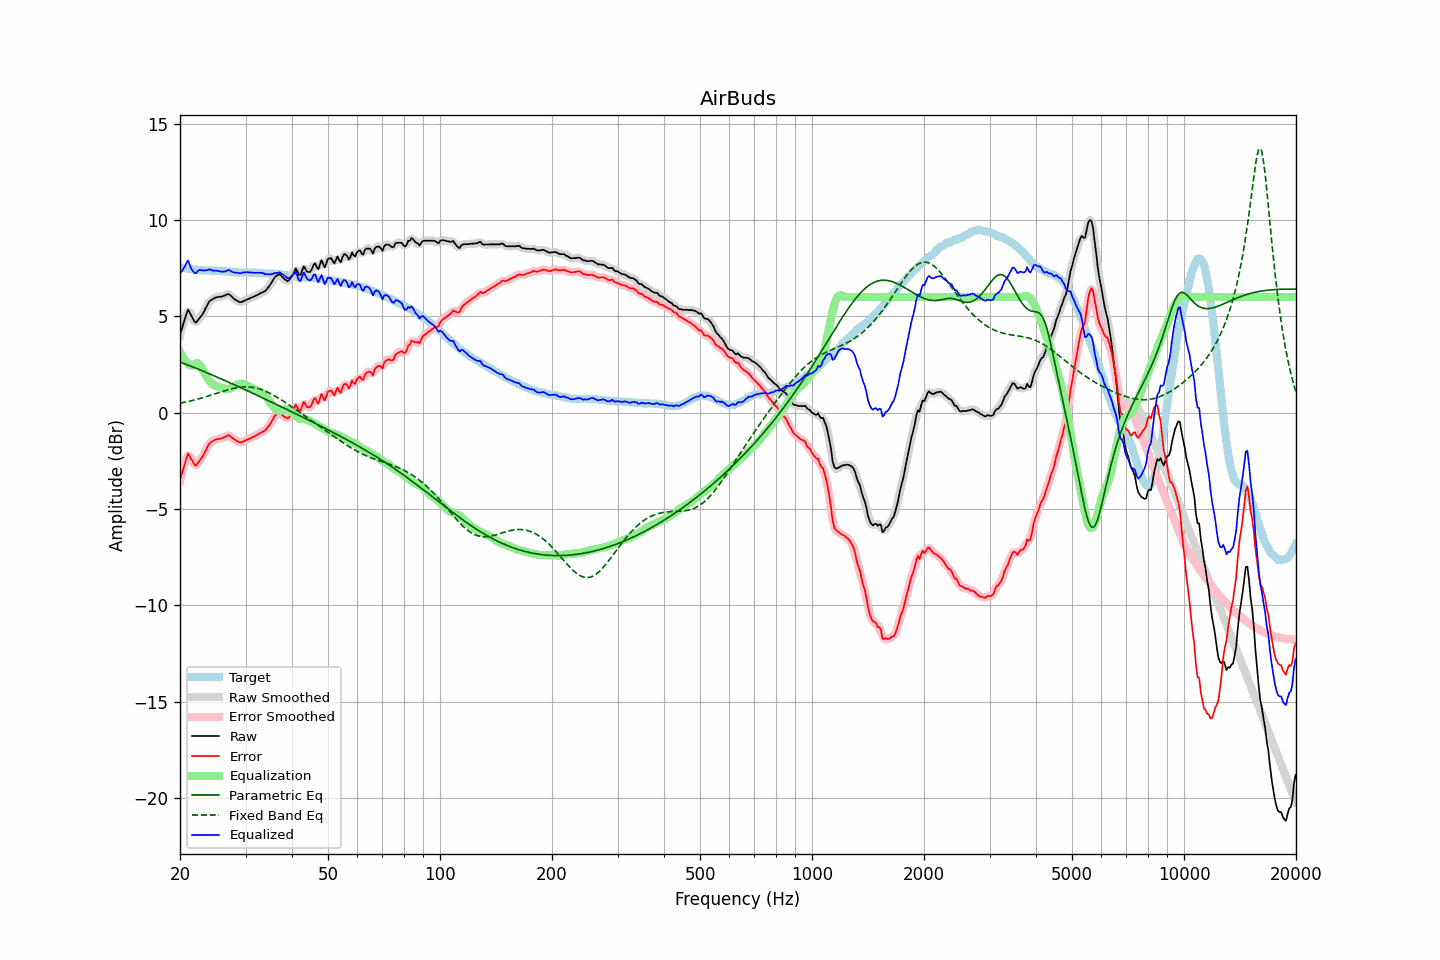 AirBuds
15
10
5
0
−5
−10
−15
−20
Amplitude (dBr)
Target
Raw Smoothed
Error Smoothed
Raw
Error
Equalization
Parametric Eq
Fixed Band Eq
Equalized
20 50 100 200 500 1000 2000 5000 10000 20000
Frequency (Hz)